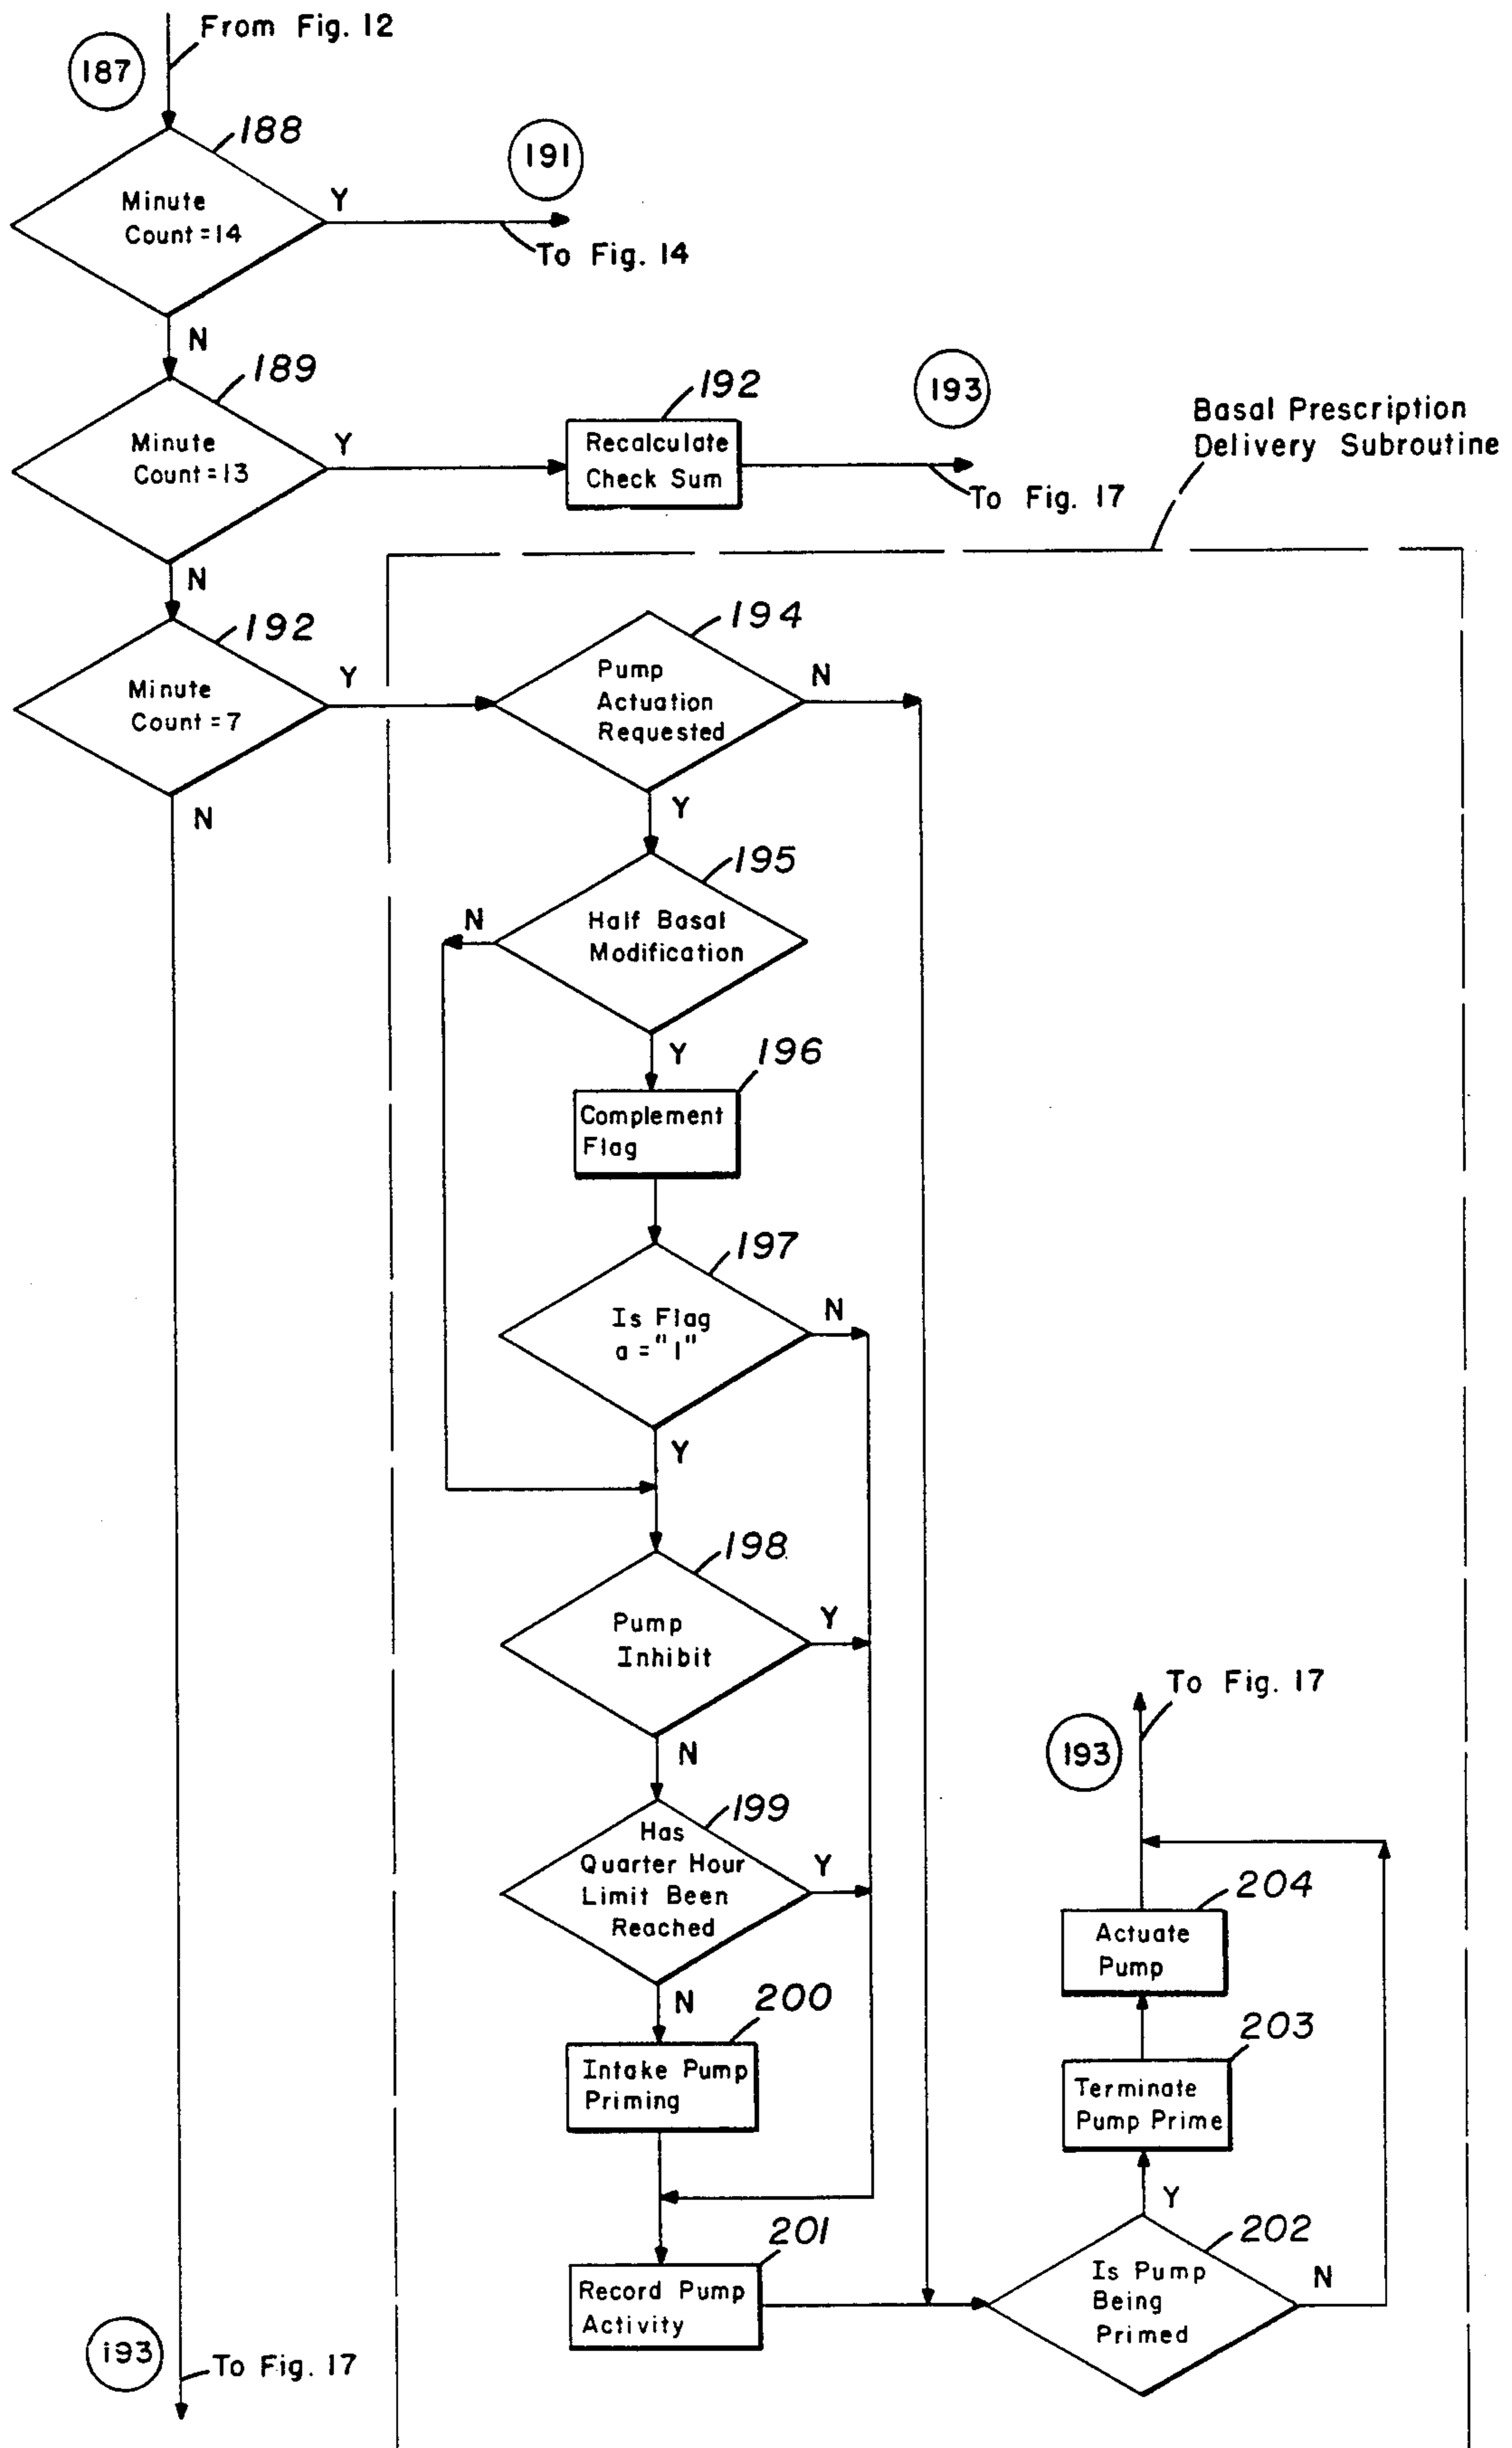 From Fig. 12
187
188
Minute
Count = 14
Y
191
To Fig. 14
N
189
Minute
Count = 13
Y
192
Recalculate
Check Sum
193
To Fig. 17
Basal Prescription
Delivery Subroutine
N
192
Minute
Count = 7
Y
N
194
Pump
Actuation
Requested
N
Y
195
Half Basal
Modification
N
Y
196
Complement
Flag
197
Is Flag
a = "1"
N
Y
198
Pump
Inhibit
Y
N
199
Has
Quarter Hour
Limit Been
Reached
Y
N
200
Intake Pump
Priming
201
Record Pump
Activity
202
Is Pump
Being
Primed
N
Y
203
Terminate
Pump Prime
204
Actuate
Pump
193
To Fig. 17
193
To Fig. 17